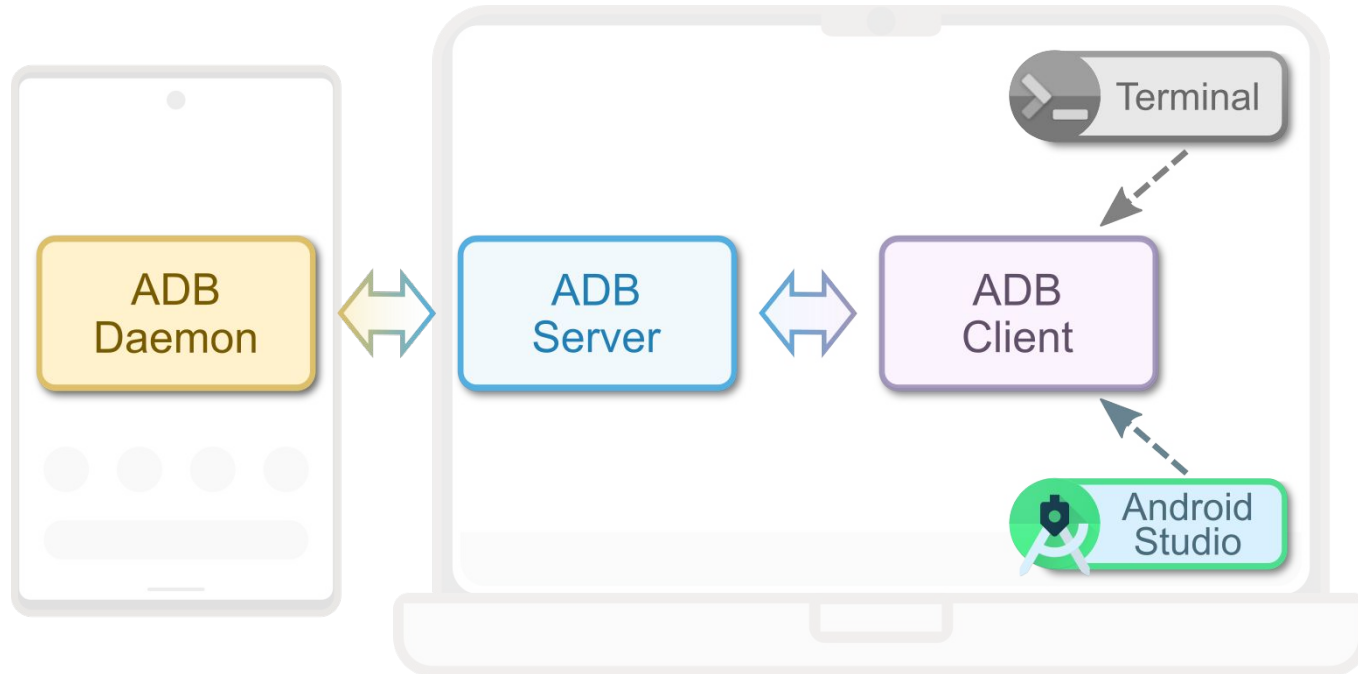 Terminal
ADB
Daemon
ADB
Server
ADB
Client
Android
Studio